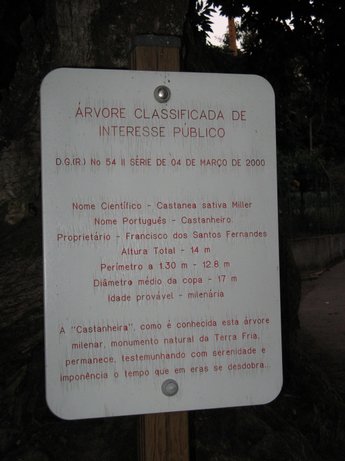 ÁRVORE CLASSIFICADA DE
INTERESSE PÚBLICO
D.G.(R.) No 54 II SÉRIE DE 04 DE MARÇO DE 2000
Nome Científico - Castanea sativa Miller
Nome Português - Castanheiro:
Proprietário - Francisco dos Santos Fernandes
Altura Total - 14 m
Perímetro a 1.30 m - 12.8 m
Diâmetro médio da copa - 17 m
Idade provável - milenária
A "Castanheira", como é conhecida esta árvore
milenar, monumento natural da Terra Fria,
permanece, testemunhando com serenidade e
imponência o tempo que em eras se desdobra...